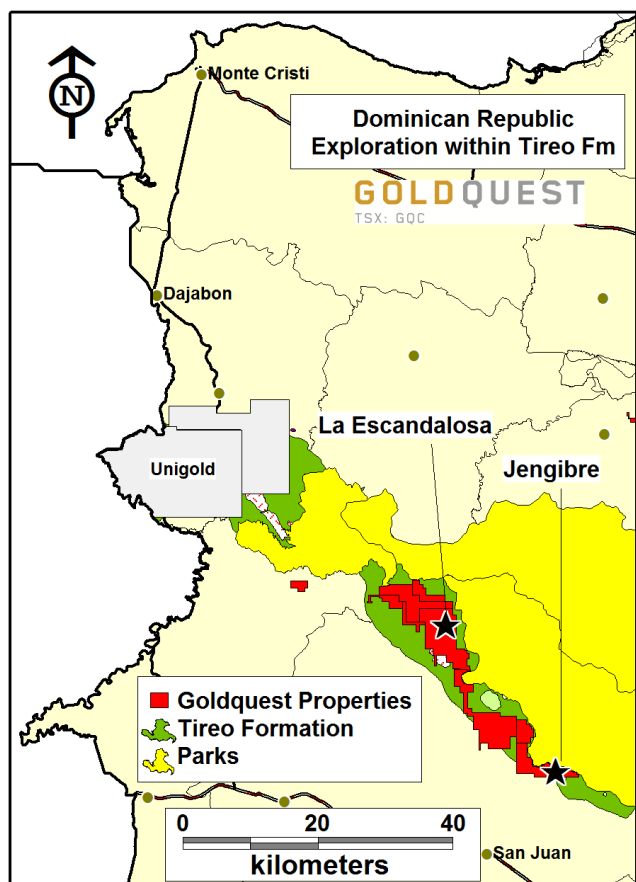 Monte Cristi
N
Dominican Republic
Exploration within Tireo Fm
GOLDQUEST
TSX: GQC
Dajabon
La Escandalosa
Jengibre
Unigold
Goldquest Properties
Tireo Formation
Parks
0 20 40
kilometers
San Juan